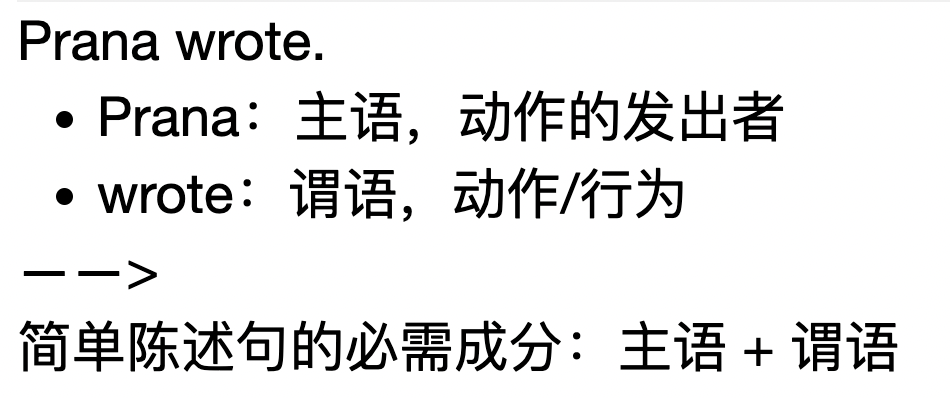 Prana wrote.
• Prana：主语，动作的发出者
• wrote：谓语，动作/行为
——>
简单陈述句的必需成分：主语 + 谓语